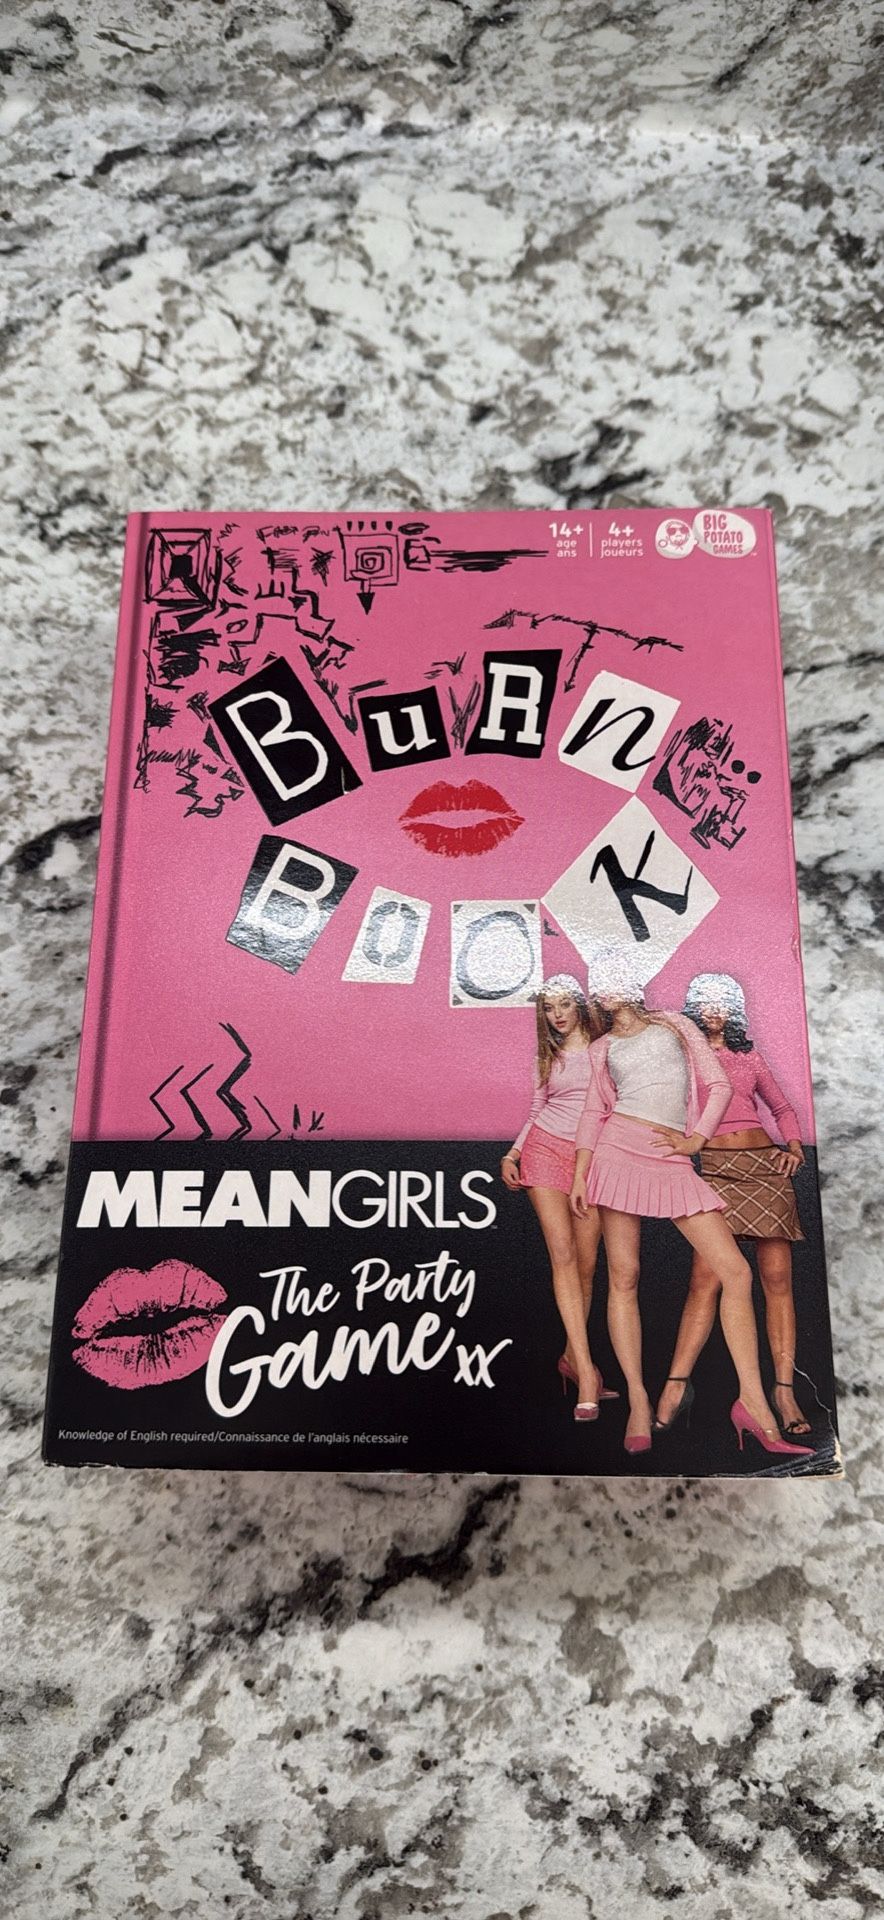 14+
age
ans
4+
players
joueurs
BIG
POTATO
GAMES
BuRn
BOOK
MEANGIRLS
The Party
Game xx
Knowledge of English required/Connaissance de l'anglais nécessaire